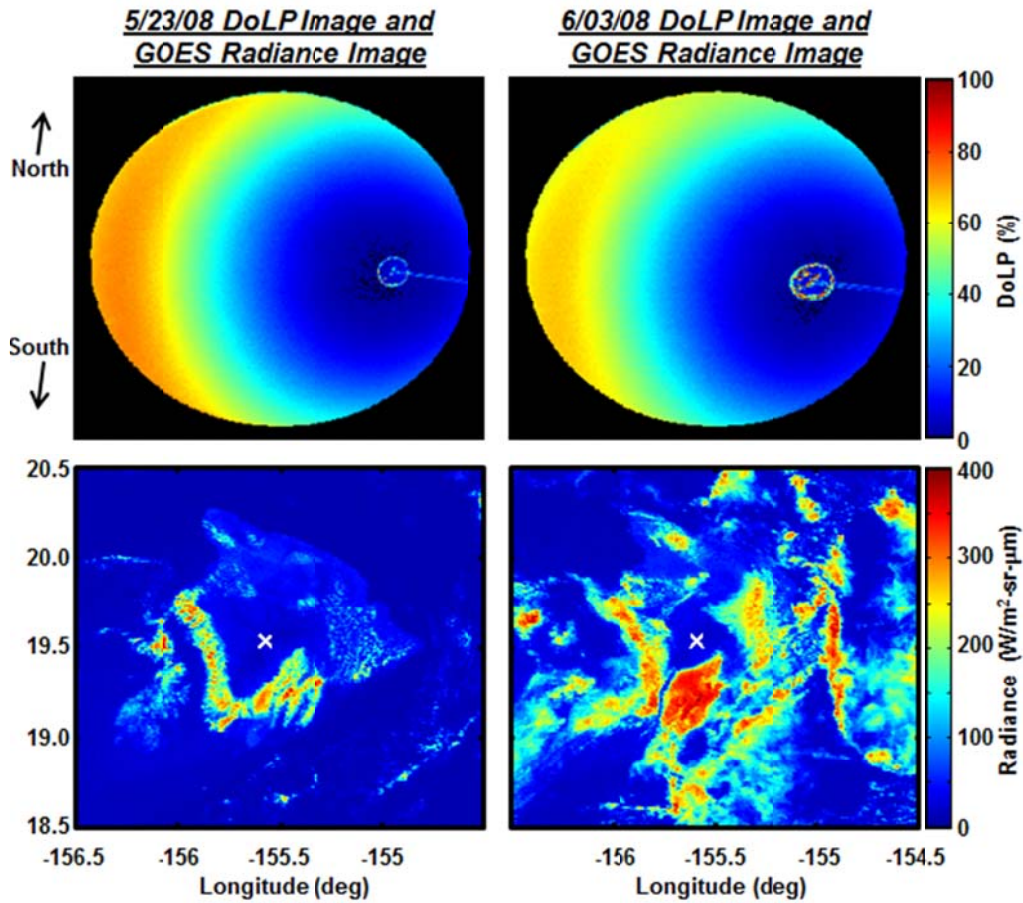 5/23/08 DoLP Image and
GOES Radiance Image
6/03/08 DoLP Image and
GOES Radiance Image
North
South
100
80
60
40
20
0
DoLP (%)
20.5
20.0
19.5
19.0
18.5
-156.5
-156
-155.5
-155
Longitude (deg)
-156
-155.5
-155
-154.5
Longitude (deg)
400
300
200
100
0
Radiance (W/m²-sr-µm)